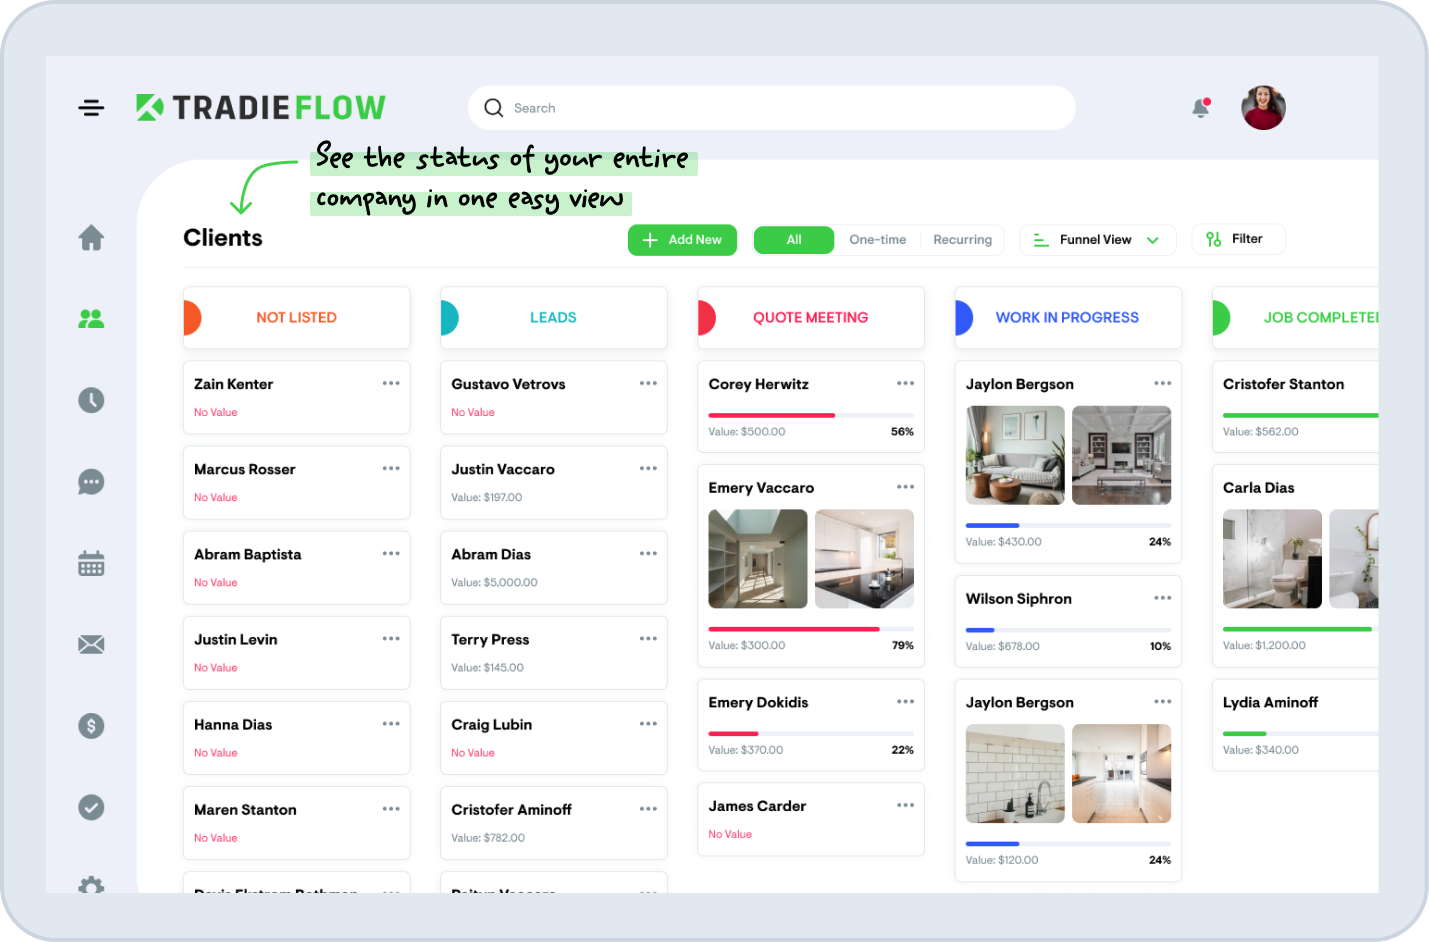 TRADIEFLOW
Search
See the status of your entire
company in one easy view
Clients
Add New
All
One-time
Recurring
Funnel View
Filter
NOT LISTED
Zain Kenter
No Value
Marcus Rosser
No Value
Abram Baptista
No Value
Justin Levin
No Value
Hanna Dias
No Value
Maren Stanton
No Value
LEADS
Gustavo Vetrovs
No Value
Justin Vaccaro
Value: $197.00
Abram Dias
Value: $5,000.00
Terry Press
Value: $145.00
Craig Lubin
No Value
Cristofer Aminoff
Value: $782.00
QUOTE MEETING
Corey Herwitz
Value: $500.00 56%
Emery Vaccaro
Value: $300.00 79%
Emery Dokidis
Value: $370.00 22%
James Carder
No Value
WORK IN PROGRESS
Jaylon Bergson
Value: $430.00 24%
Wilson Siphron
Value: $678.00 10%
Jaylon Bergson
Value: $120.00 24%
JOB COMPLETED
Cristofer Stanton
Value: $562.00
Carla Dias
Value: $1,200.00
Lydia Aminoff
Value: $340.00